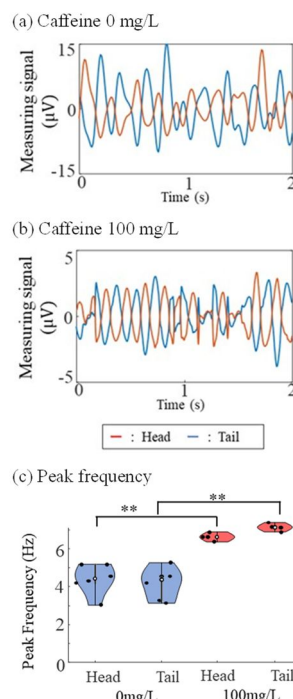 (a) Caffeine 0 mg/L
Measuring signal
(μV)
15
0
-15
0
1
2
Time (s)
(b) Caffeine 100 mg/L
Measuring signal
(μV)
5
0
-5
0
1
2
Time (s)
: Head
: Tail
(c) Peak frequency
**
**
Peak Frequency (Hz)
6
4
2
0
Head
Tail
Head
Tail
0mg/L
100mg/L